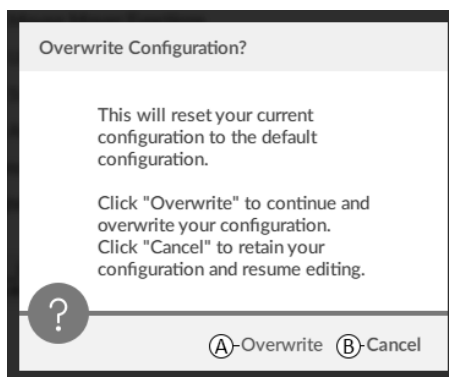 Overwrite Configuration?
This will reset your current
configuration to the default
configuration.
Click "Overwrite" to continue and
overwrite your configuration.
Click "Cancel" to retain your
configuration and resume editing.
?
Ⓐ-Overwrite Ⓑ-Cancel